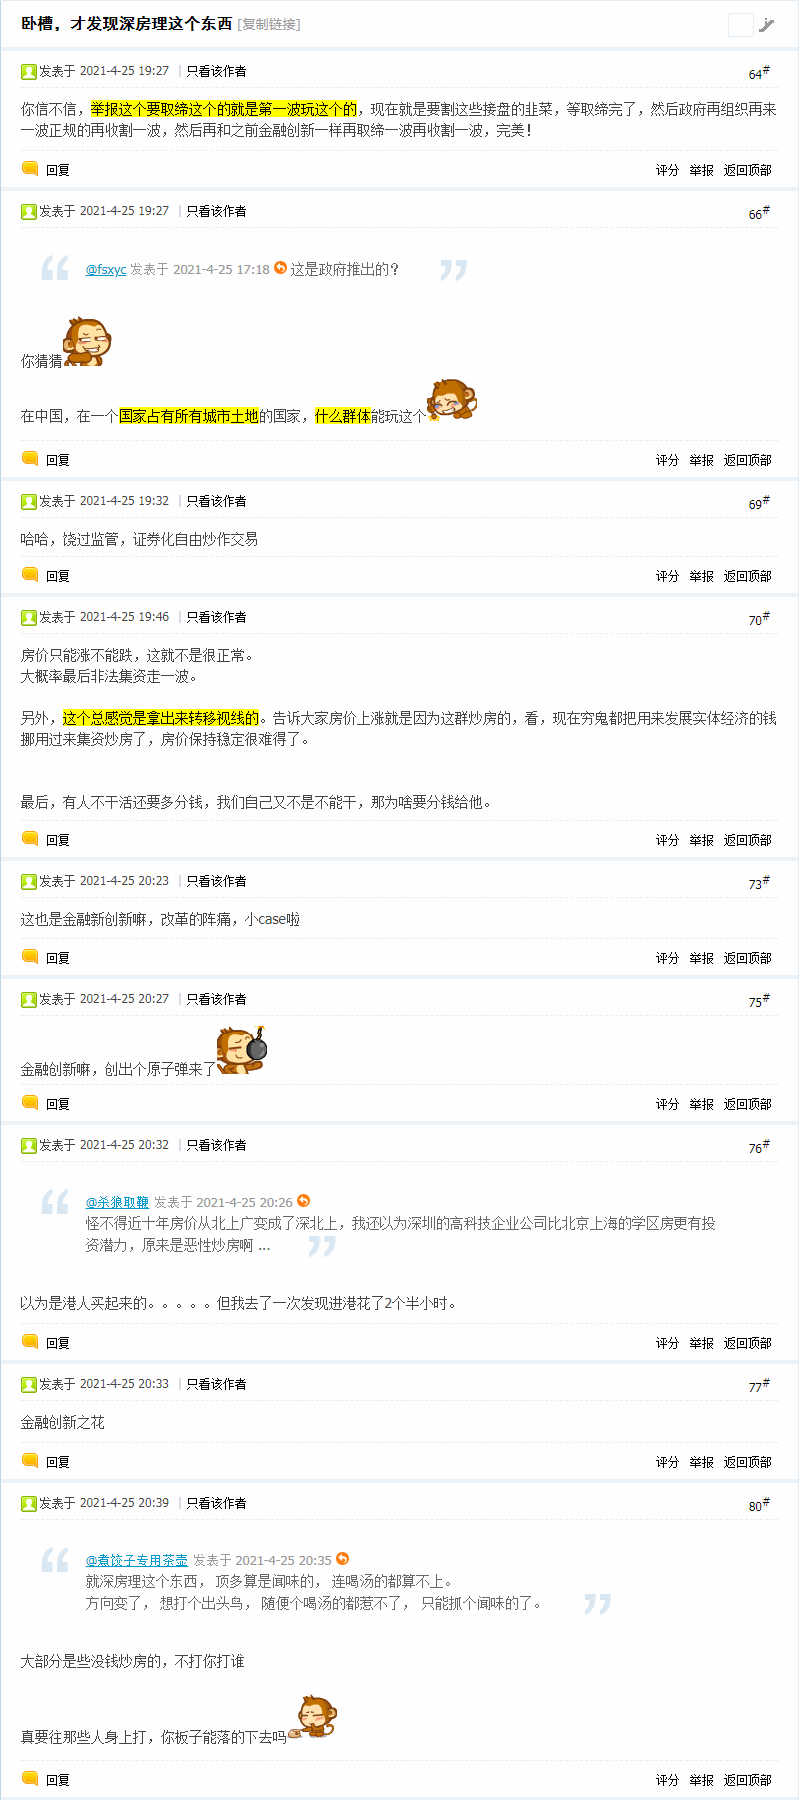 卧槽，才发现深房理这个东西 [复制链接]
发表于 2021-4-25 19:27 | 只看该作者 64#
你信不信，举报这个要取缔这个的就是第一波玩这个的，现在就是要割这些接盘的韭菜，等取缔完了，然后政府再组织再来
一波正规的再收割一波，然后再和之前金融创新一样再取缔一波再收割一波，完美！
回复 评分 举报 返回顶部
发表于 2021-4-25 19:27 | 只看该作者 66#
@fsxyc 发表于 2021-4-25 17:18 这是政府推出的？
你猜猜
在中国，在一个国家占有所有城市土地的国家，什么群体能玩这个
回复 评分 举报 返回顶部
发表于 2021-4-25 19:32 | 只看该作者 69#
哈哈，饶过监管，证券化自由炒作交易
回复 评分 举报 返回顶部
发表于 2021-4-25 19:46 | 只看该作者 70#
房价只能涨不能跌，这就不是很正常。
大概率最后非法集资走一波。
另外，这个总感觉是拿出来转移视线的。告诉大家房价上涨就是因为这群炒房的，看，现在穷鬼都把用来发展实体经济的钱
挪用过来集资炒房了，房价保持稳定很难得了。
最后，有人不干活还要多分钱，我们自己又不是不能干，那为啥要分钱给他。
回复 评分 举报 返回顶部
发表于 2021-4-25 20:23 | 只看该作者 73#
这也是金融新创新嘛，改革的阵痛，小case啦
回复 评分 举报 返回顶部
发表于 2021-4-25 20:27 | 只看该作者 75#
金融创新嘛，创出个原子弹来了
回复 评分 举报 返回顶部
发表于 2021-4-25 20:32 | 只看该作者 76#
@杀狼取鞭 发表于 2021-4-25 20:26
怪不得近十年房价从北上广变成了深北上，我还以为深圳的高科技企业公司比北京上海的学区房更有投
资潜力，原来是恶性炒房啊 ...
以为是港人买起来的。。。。。但我去了一次发现进港花了2个半小时。
回复 评分 举报 返回顶部
发表于 2021-4-25 20:33 | 只看该作者 77#
金融创新之花
回复 评分 举报 返回顶部
发表于 2021-4-25 20:39 | 只看该作者 80#
@煮饺子专用茶壶 发表于 2021-4-25 20:35
就深房理这个东西， 顶多算是闻味的， 连喝汤的都算不上。
方向变了， 想打个出头鸟， 随便个喝汤的都惹不了， 只能抓个闻味的了。
大部分是些没钱炒房的，不打你打谁
真要往那些人身上打，你板子能落的下去吗
回复 评分 举报 返回顶部